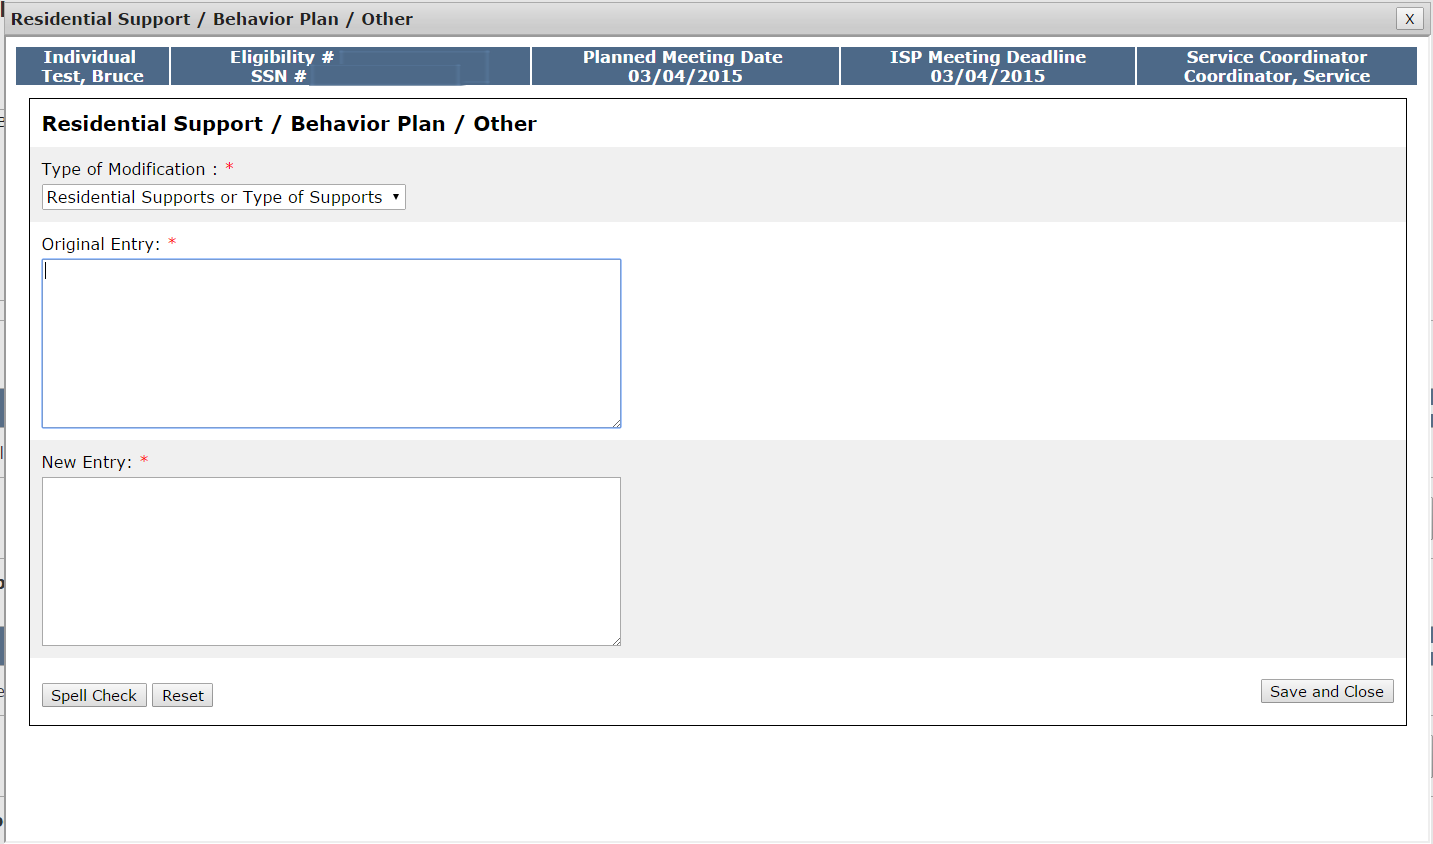 Residential Support / Behavior Plan / Other
X
Individual
Test, Bruce
Eligibility #
SSN #
Planned Meeting Date
03/04/2015
ISP Meeting Deadline
03/04/2015
Service Coordinator
Coordinator, Service
Residential Support / Behavior Plan / Other
Type of Modification : *
Residential Supports or Type of Supports
Original Entry: *
New Entry: *
Spell Check
Reset
Save and Close